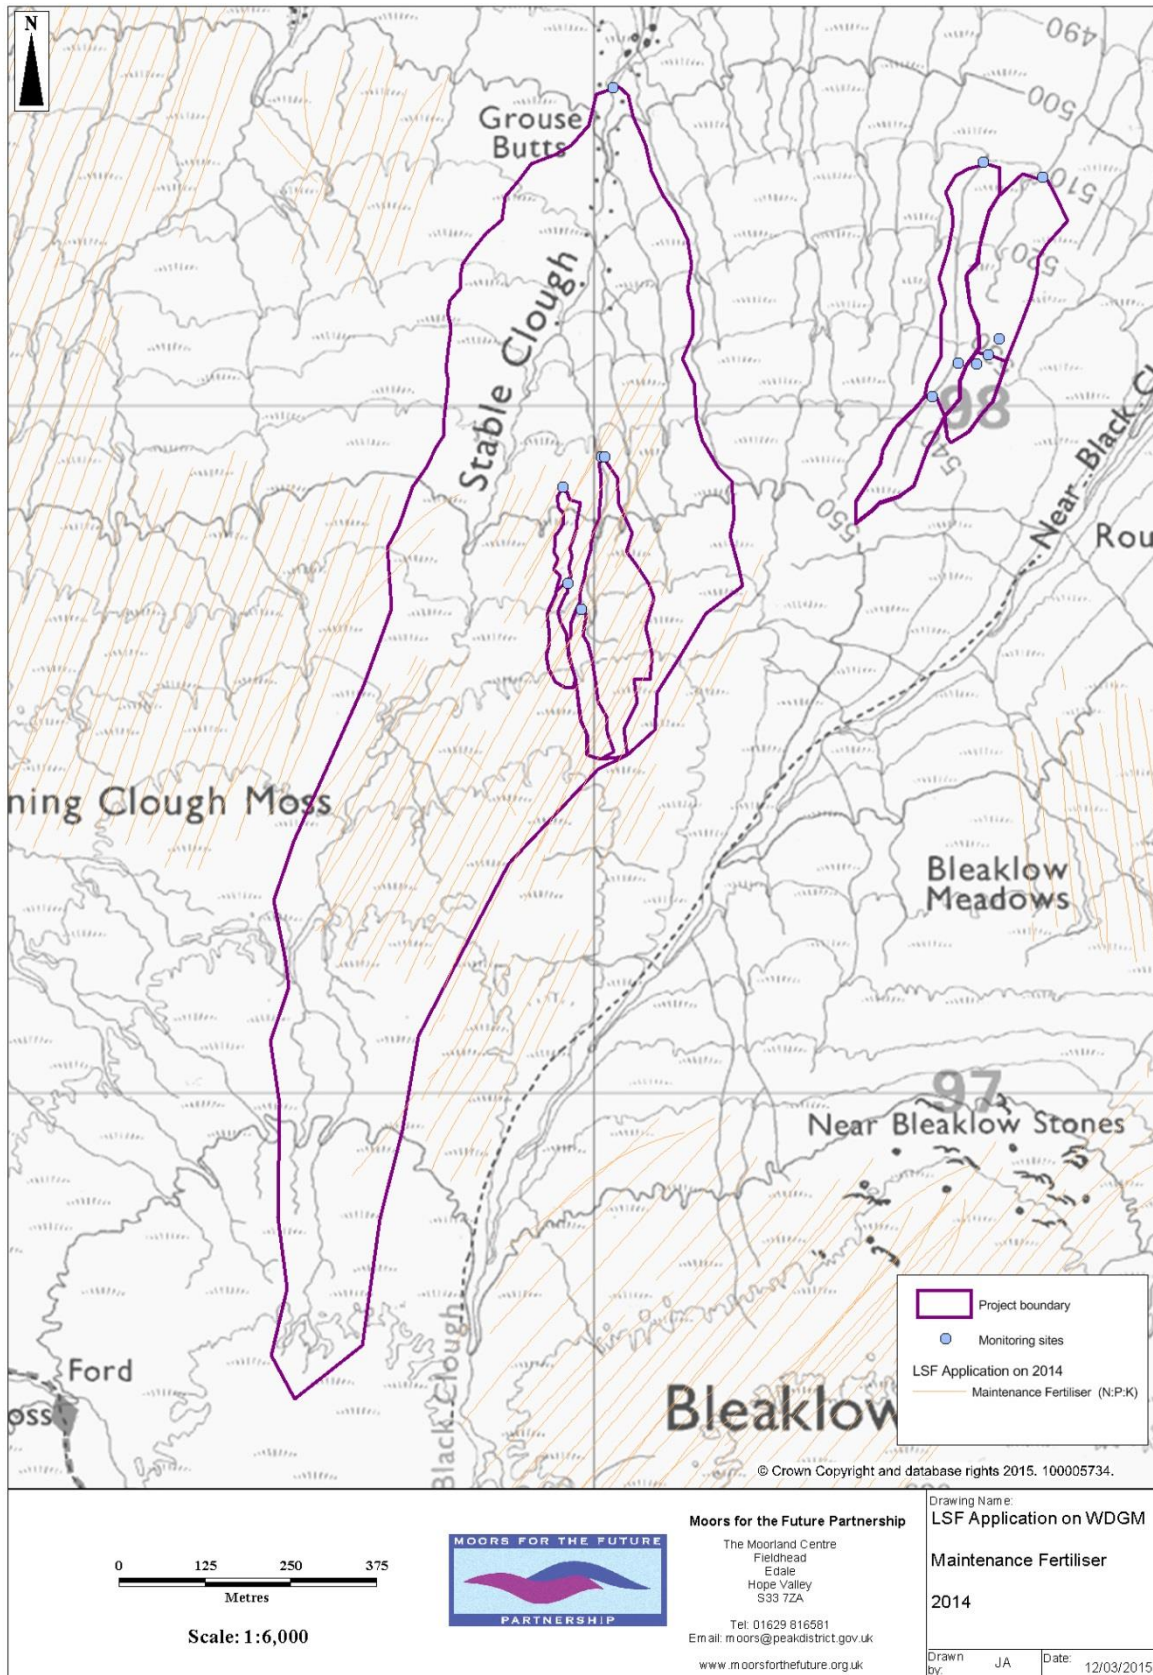 N
490
500
510
520
Grouse
Butts
Stable Clough
98
530
540
550
Near Black Cl
Rou
ning Clough Moss
Bleaklow
Meadows
97
Near Bleaklow Stones
Project boundary
Monitoring sites
LSF Application on 2014
Maintenance Fertiliser (N:P:K)
Ford
oss
Black Clough
Bleaklow
© Crown Copyright and database rights 2015. 100005734.
0 125 250 375
Metres
Scale: 1:6,000
MOORS FOR THE FUTURE
PARTNERSHIP
Moors for the Future Partnership
The Moorland Centre
Fieldhead
Edale
Hope Valley
S33 7ZA
Tel: 01629 816581
Email: moors@peakdistrict.gov.uk
www.moorsforthefuture.org.uk
Drawing Name:
LSF Application on WDGM
Maintenance Fertiliser
2014
Drawn by: JA
Date: 12/03/2015